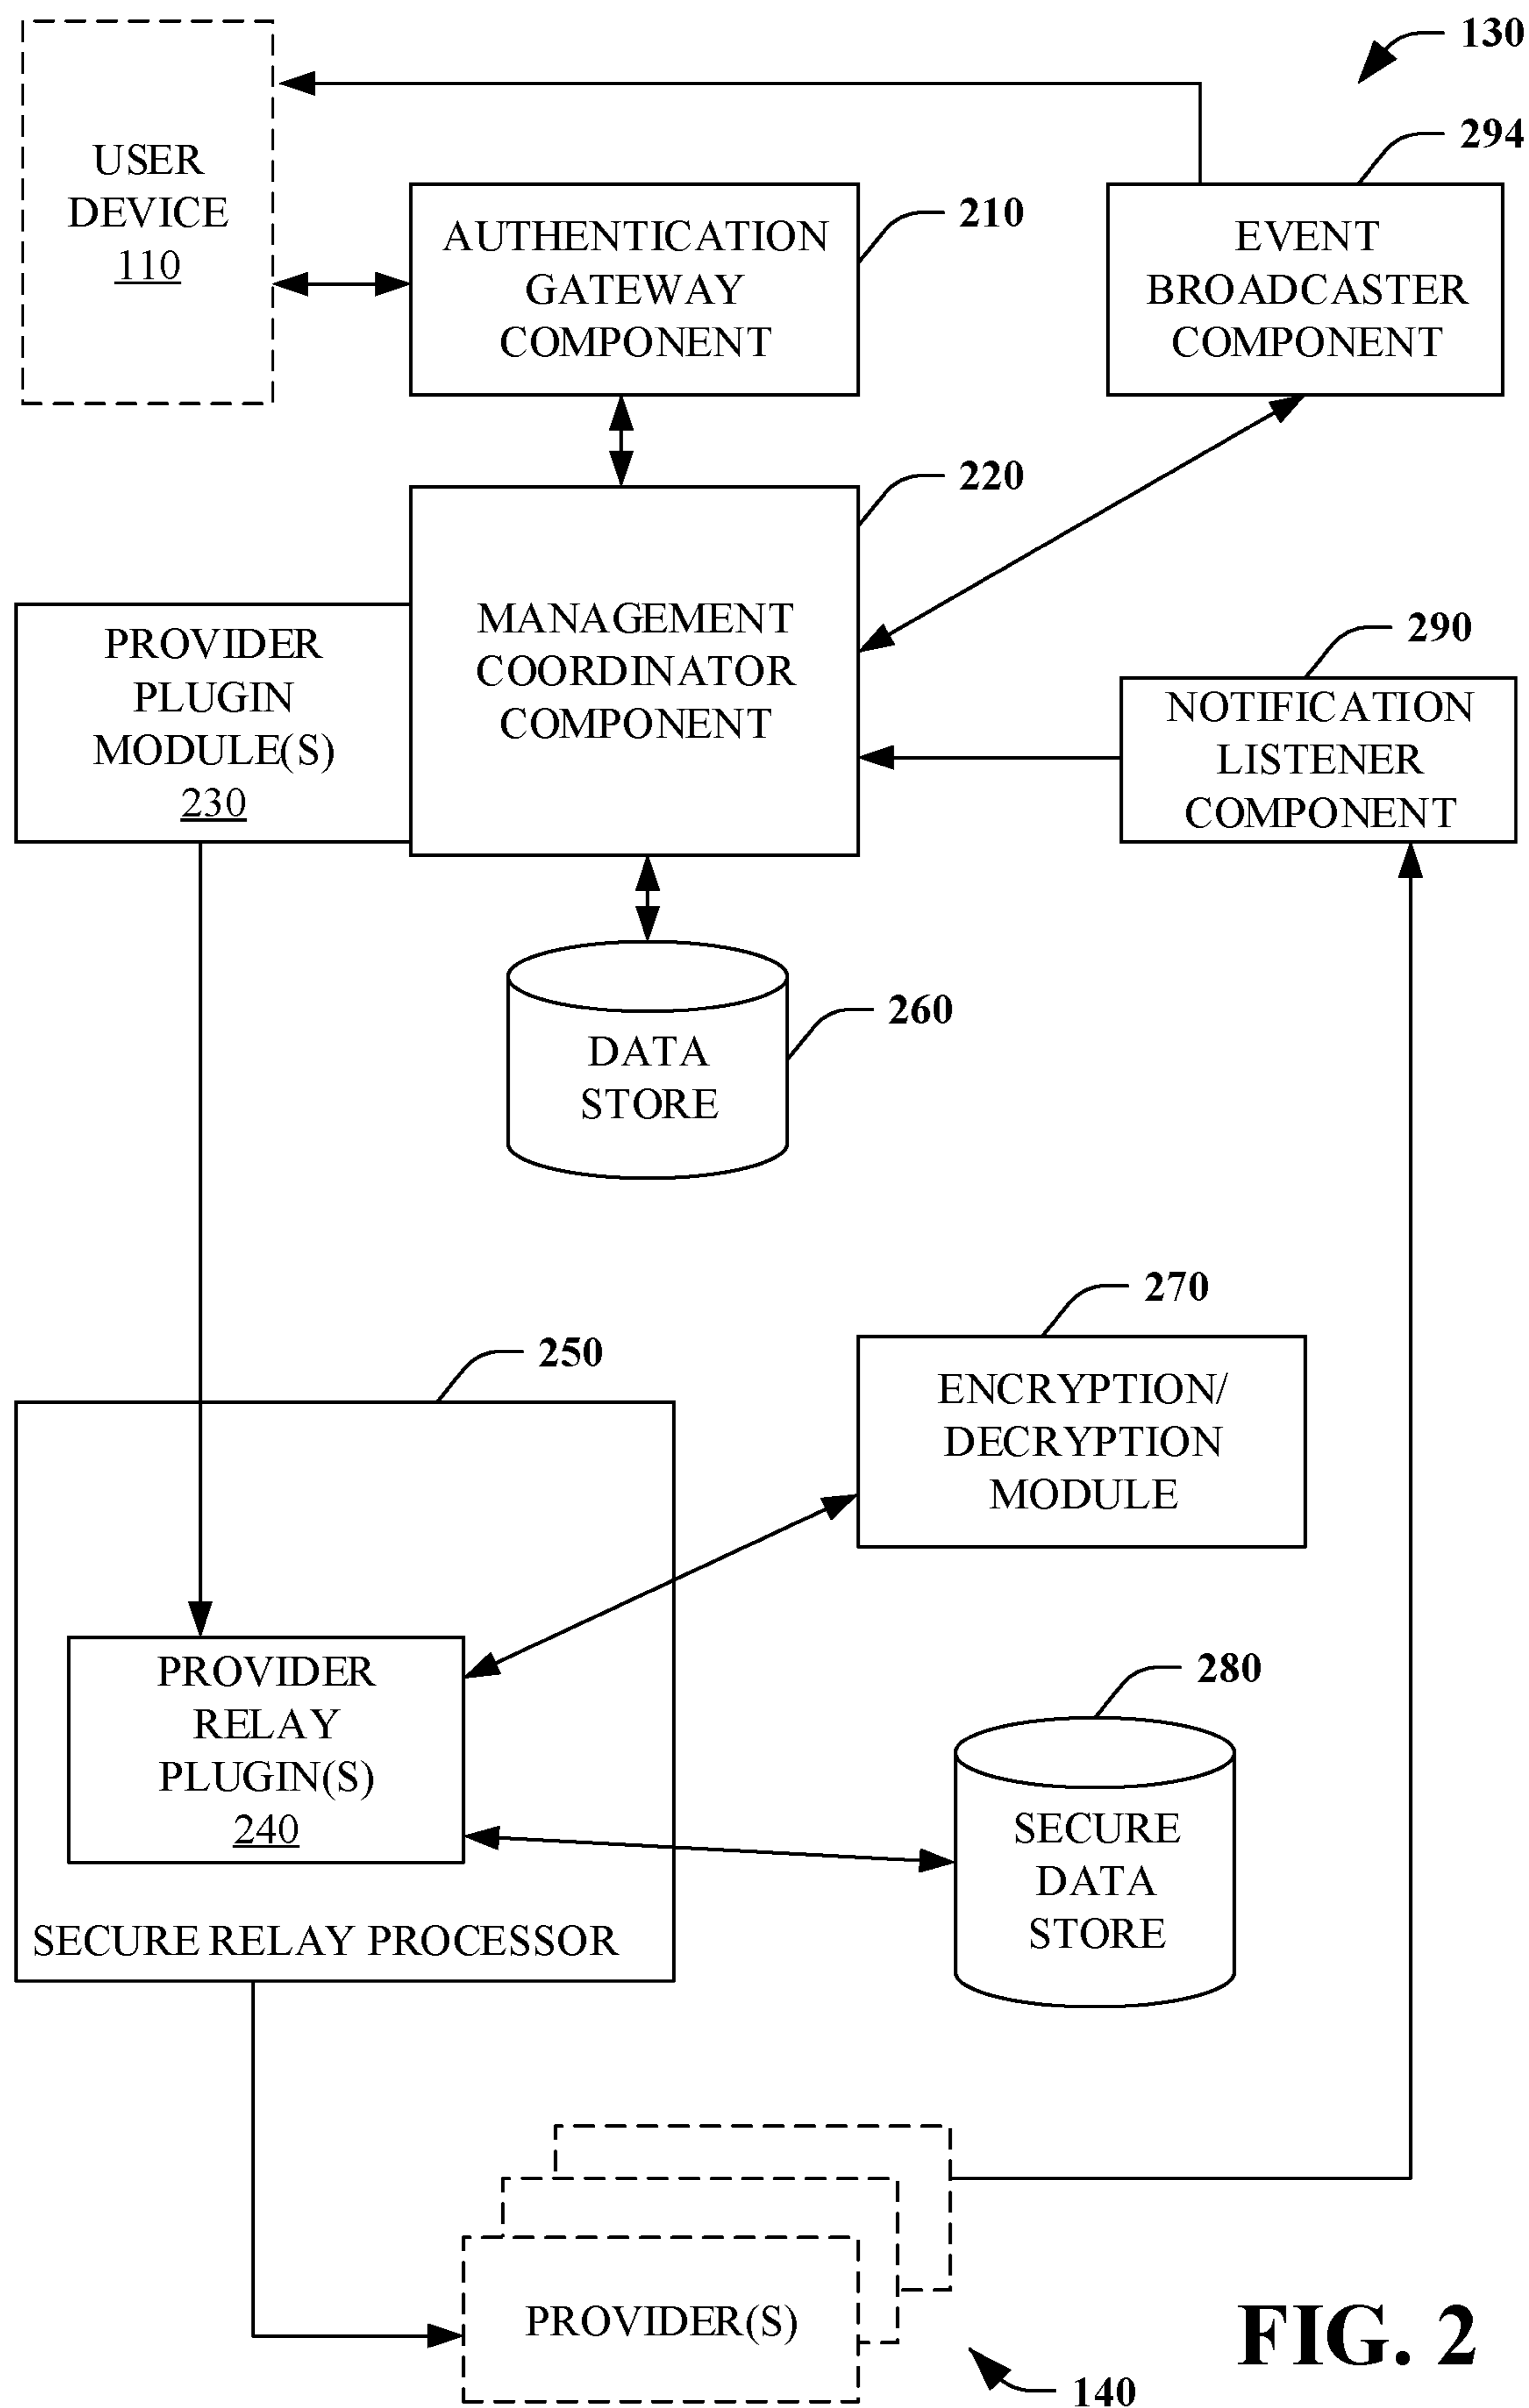 130
USER
DEVICE
110
294
AUTHENTICATION
GATEWAY
COMPONENT
210
EVENT
BROADCASTER
COMPONENT
220
MANAGEMENT
COORDINATOR
COMPONENT
PROVIDER
PLUGIN
MODULE(S)
230
290
NOTIFICATION
LISTENER
COMPONENT
260
DATA
STORE
270
ENCRYPTION/
DECRYPTION
MODULE
250
PROVIDER
RELAY
PLUGIN(S)
240
SECURE RELAY PROCESSOR
280
SECURE
DATA
STORE
PROVIDER(S)
140
FIG. 2